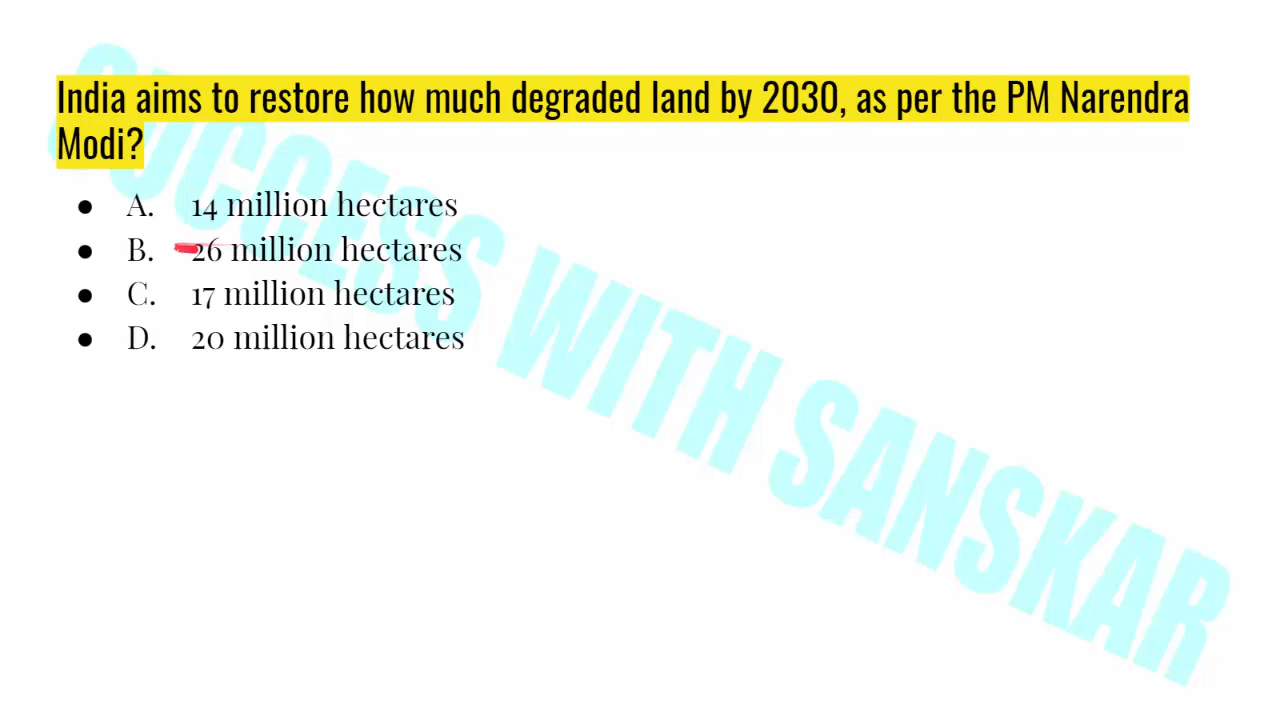 India aims to restore how much degraded land by 2030, as per the PM Narendra
Modi?
● A. 14 million hectares
● B. 26 million hectares
● C. 17 million hectares
● D. 20 million hectares
SUCCESS WITH SANSKAR